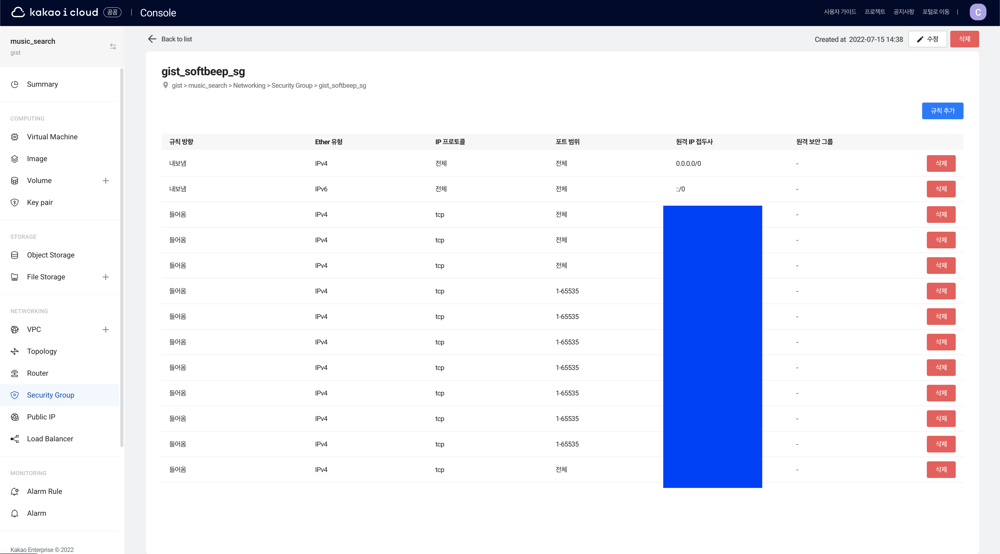 kakao i cloud 공공 | Console
사용자 가이드 프로젝트 공지사항 포털로 이동 | C
music_search
gist
Summary
COMPUTING
Virtual Machine
Image
Volume
Key pair
STORAGE
Object Storage
File Storage
NETWORKING
VPC
Topology
Router
Security Group
Public IP
Load Balancer
MONITORING
Alarm Rule
Alarm
Kakao Enterprise © 2022
Back to list
Created at 2022-07-15 14:38 수정 삭제
gist_softbeep_sg
gist > music_search > Networking > Security Group > gist_softbeep_sg
규칙 추가
규칙 방향 Ether 유형 IP 프로토콜 포트 범위 원격 IP 접두사 원격 보안 그룹
내보냄 IPv4 전체 전체 0.0.0.0/0 - 삭제
내보냄 IPv6 전체 전체 ::/0 - 삭제
들어옴 IPv4 tcp 전체 - 삭제
들어옴 IPv4 tcp 전체 - 삭제
들어옴 IPv4 tcp 전체 - 삭제
들어옴 IPv4 tcp 1-65535 - 삭제
들어옴 IPv4 tcp 1-65535 - 삭제
들어옴 IPv4 tcp 1-65535 - 삭제
들어옴 IPv4 tcp 1-65535 - 삭제
들어옴 IPv4 tcp 1-65535 - 삭제
들어옴 IPv4 tcp 1-65535 - 삭제
들어옴 IPv4 tcp 1-65535 - 삭제
들어옴 IPv4 tcp 전체 - 삭제